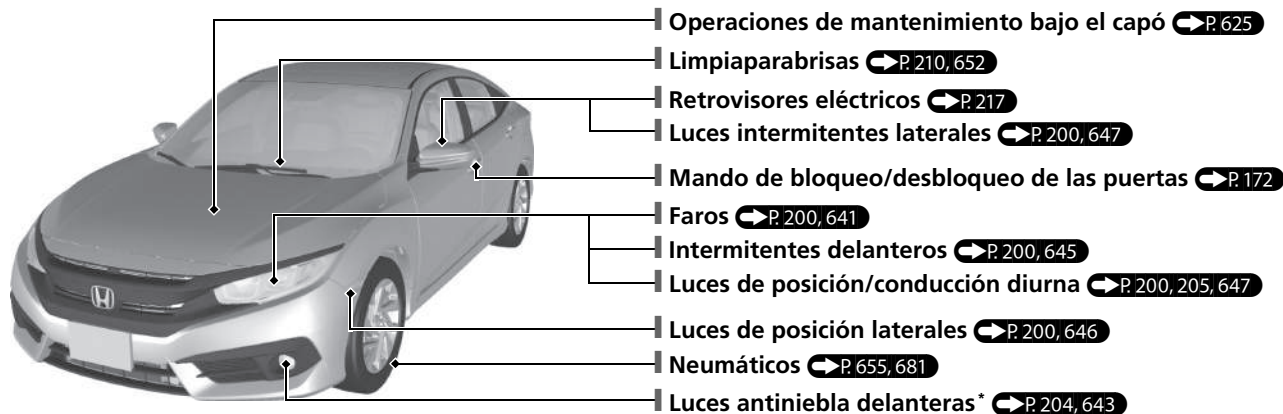 Operaciones de mantenimiento bajo el capó P. 625
Limpiaparabrisas P. 210, 652
Retrovisores eléctricos P. 217
Luces intermitentes laterales P. 200, 647
Mando de bloqueo/desbloqueo de las puertas P. 172
Faros P. 200, 641
Intermitentes delanteros P. 200, 645
Luces de posición/conducción diurna P. 200, 205, 647
Luces de posición laterales P. 200, 646
Neumáticos P. 655, 681
Luces antiniebla delanteras* P. 204, 643